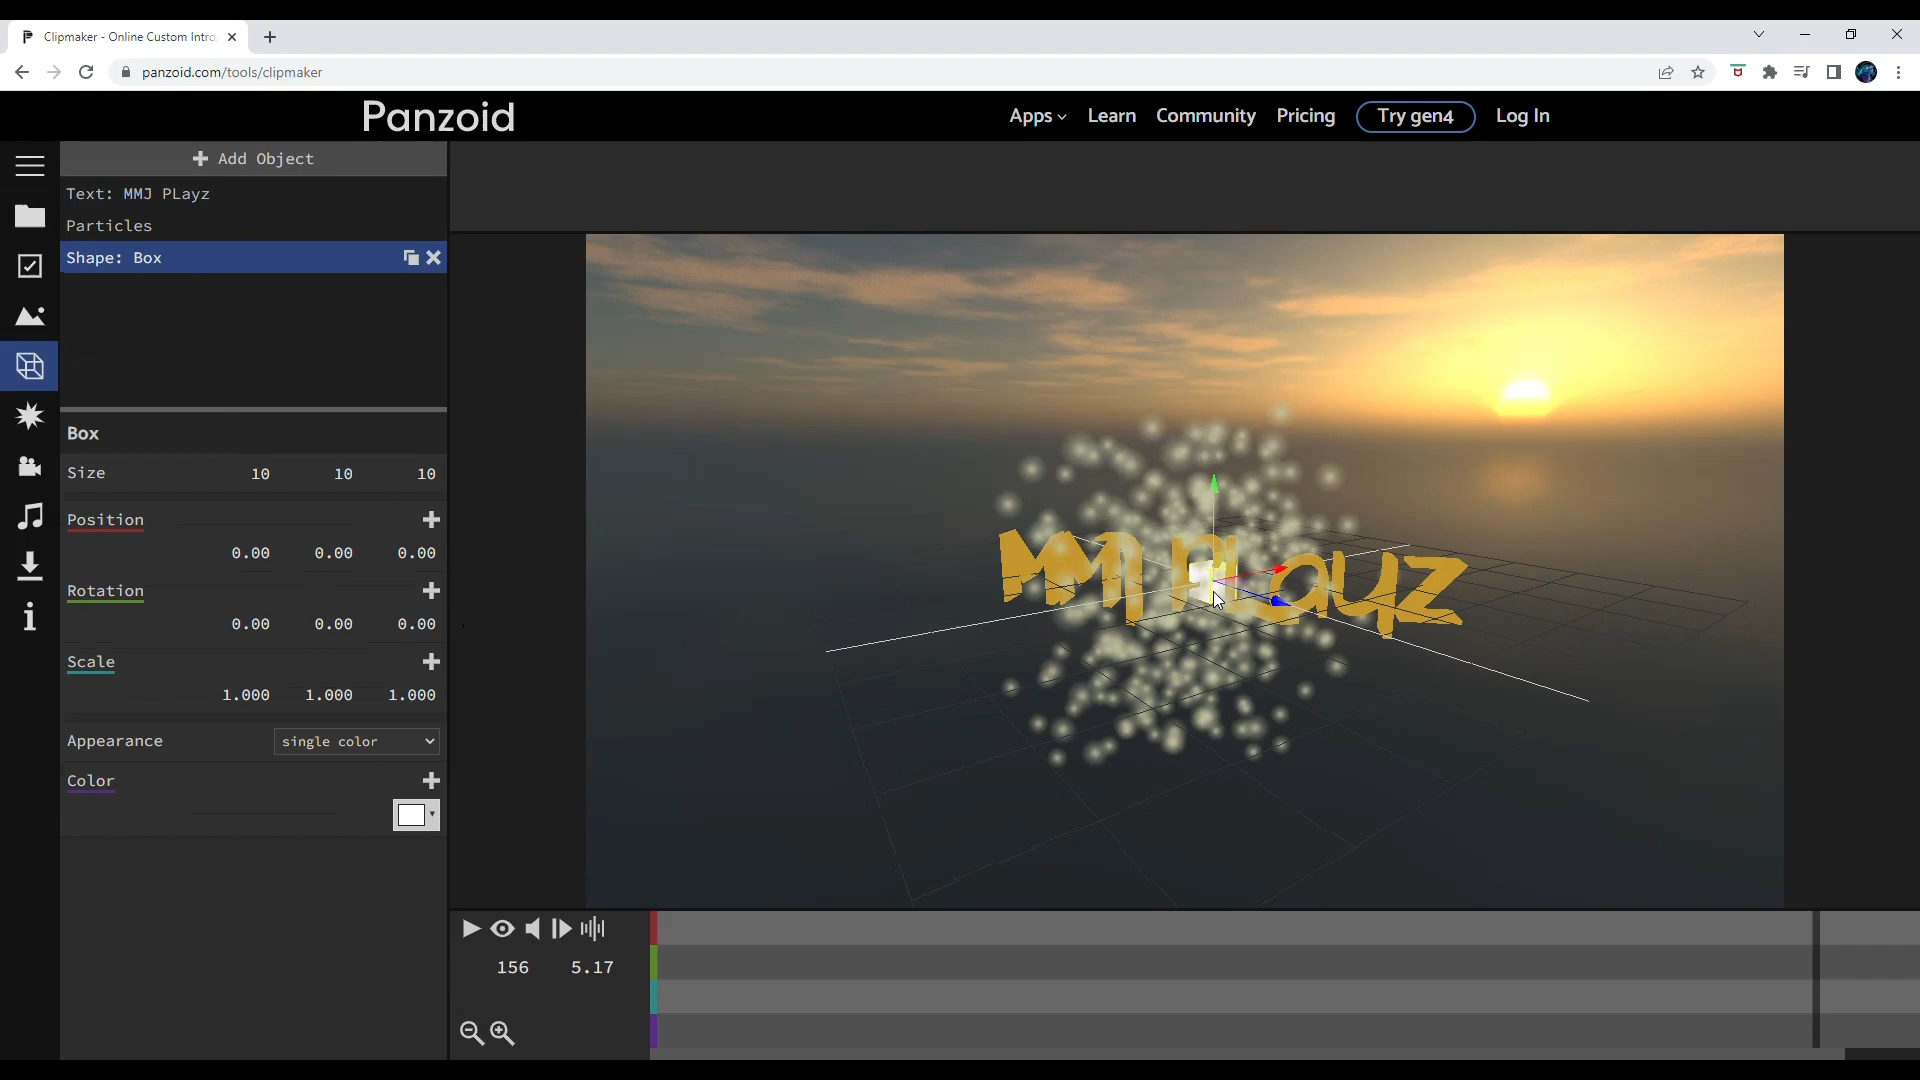 Clipmaker - Online Custom Intro
panzoid.com/tools/clipmaker
Panzoid
Apps Learn Community Pricing Try gen4 Log In
Add Object
Text: MMJ PLayz
Particles
Shape: Box
Box
Size 10 10 10
Position
0.00 0.00 0.00
Rotation
0.00 0.00 0.00
Scale
1.000 1.000 1.000
Appearance single color
Color
MMJ PLayz
156 5.17